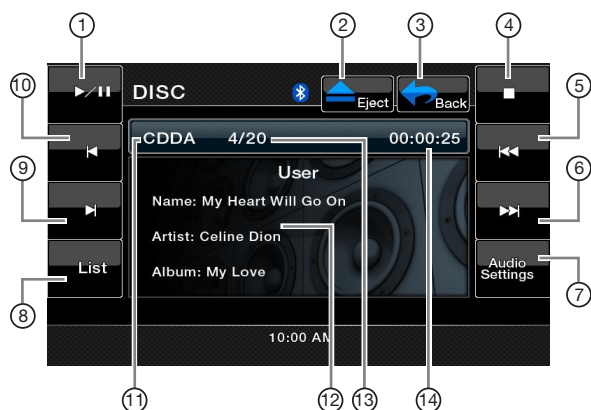 1 2 3 4
DISC Eject Back
10 5
CDDA 4/20 00:00:25
User
Name: My Heart Will Go On
9 6
Artist: Celine Dion
List Album: My Love Audio Settings
8 7
10:00 AM
11 12 13 14